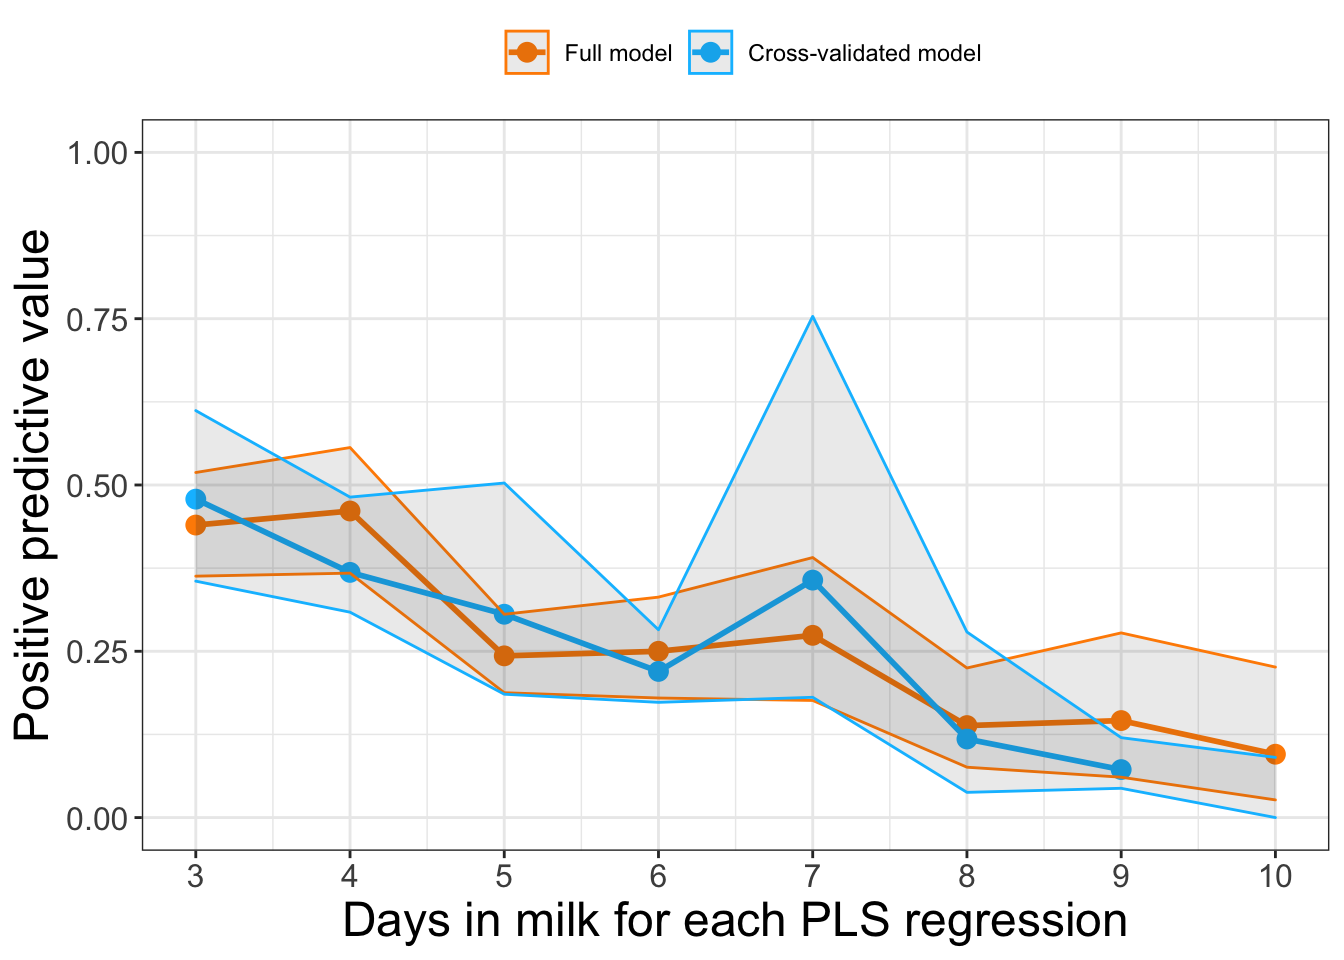 Full model
Cross-validated model
Positive predictive value
1.00
0.75
0.50
0.25
0.00
3 4 5 6 7 8 9 10
Days in milk for each PLS regression